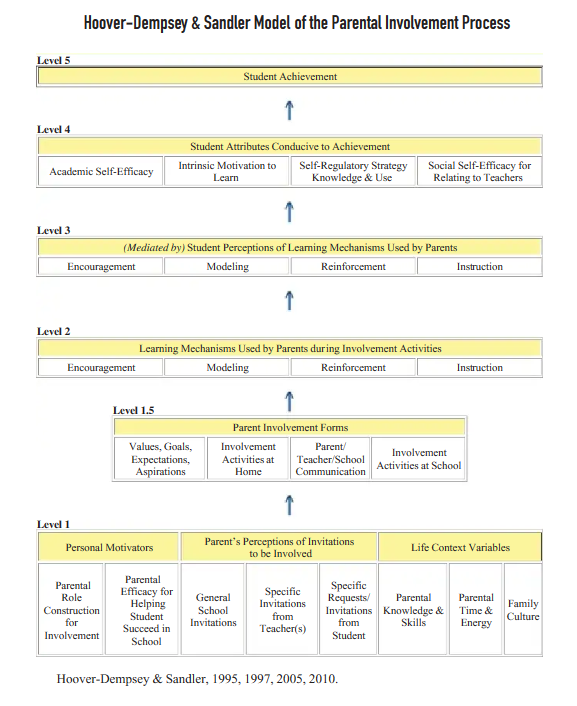 Hoover-Dempsey & Sandler Model of the Parental Involvement Process
Level 5
Student Achievement
Level 4
Student Attributes Conducive to Achievement
Academic Self-Efficacy
Intrinsic Motivation to
Learn
Self-Regulatory Strategy
Knowledge & Use
Social Self-Efficacy for
Relating to Teachers
Level 3
(Mediated by) Student Perceptions of Learning Mechanisms Used by Parents
Encouragement
Modeling
Reinforcement
Instruction
Level 2
Learning Mechanisms Used by Parents during Involvement Activities
Encouragement
Modeling
Reinforcement
Instruction
Level 1.5
Parent Involvement Forms
Values, Goals,
Expectations,
Aspirations
Involvement
Activities at
Home
Parent/
Teacher/School
Communication
Involvement
Activities at School
Level 1
Personal Motivators
Parent's Perceptions of Invitations
to be Involved
Life Context Variables
Parental
Role
Construction
for
Involvement
Parental
Efficacy for
Helping
Student
Succeed in
School
General
School
Invitations
Specific
Invitations
from
Teacher(s)
Specific
Requests/
Invitations
from
Student
Parental
Knowledge &
Skills
Parental
Time &
Energy
Family
Culture
Hoover-Dempsey & Sandler, 1995, 1997, 2005, 2010.